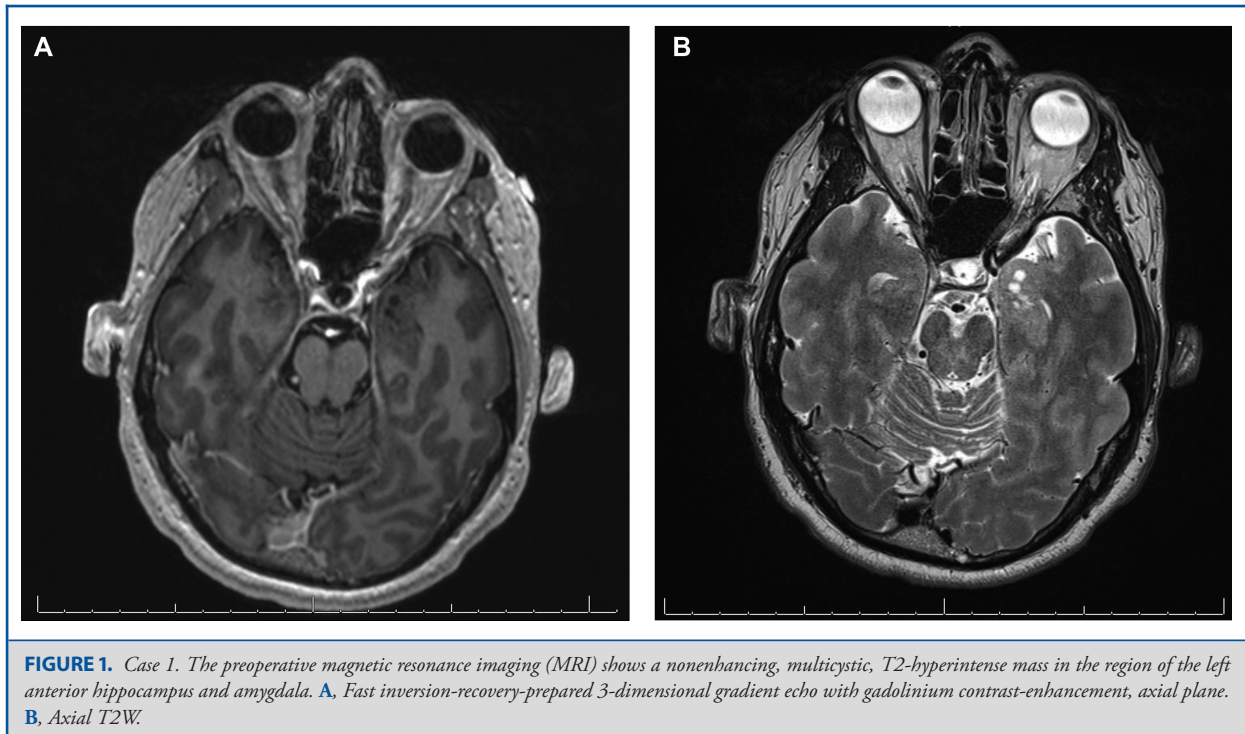 A
B
FIGURE 1. Case 1. The preoperative magnetic resonance imaging (MRI) shows a nonenhancing, multicystic, T2-hyperintense mass in the region of the left
anterior hippocampus and amygdala. A, Fast inversion-recovery-prepared 3-dimensional gradient echo with gadolinium contrast-enhancement, axial plane.
B, Axial T2W.